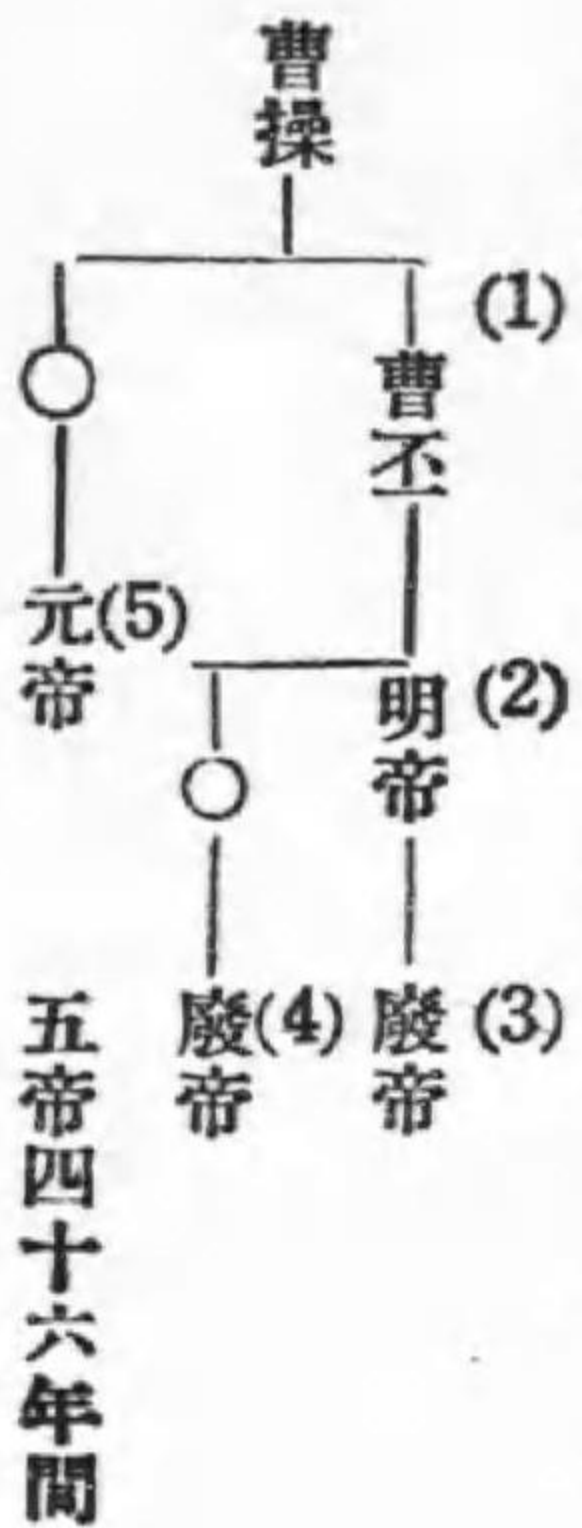 曹操
(1)
曹丕
(2)
明帝
(3)
廢帝
(4)
廢帝
(5)
元帝
五帝四十六年間